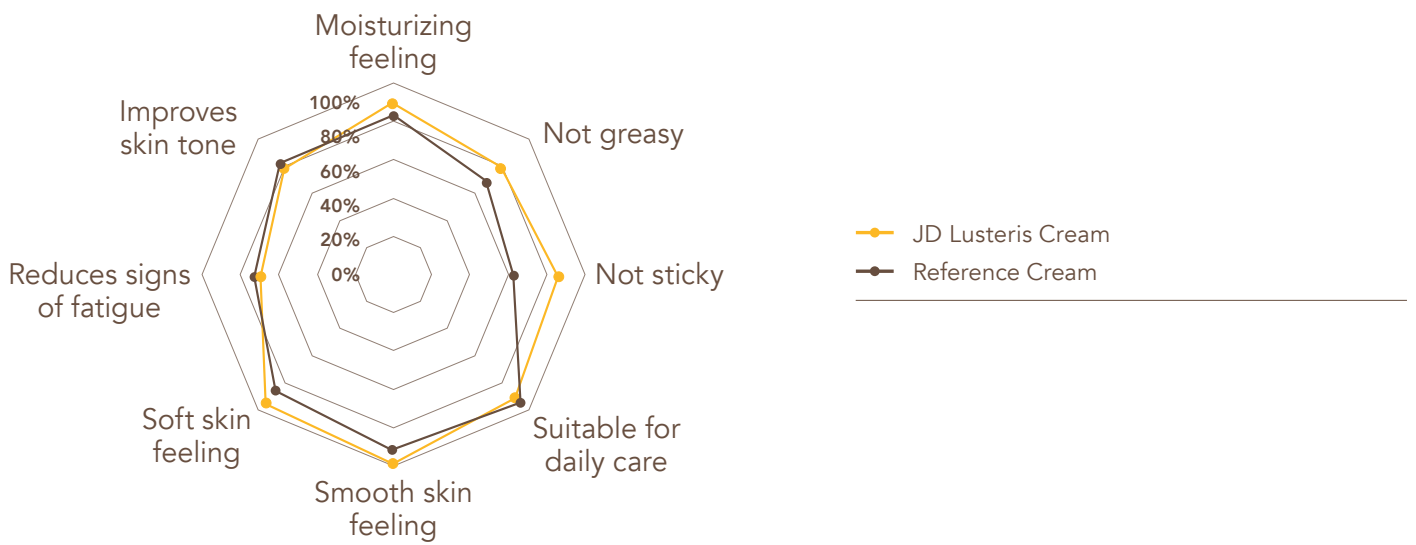 Moisturizing
feeling
Improves
skin tone
Not greasy
100%
80%
60%
40%
20%
0%
Reduces signs
of fatigue
Not sticky
Soft skin
feeling
Suitable for
daily care
Smooth skin
feeling
JD Lusteris Cream
Reference Cream